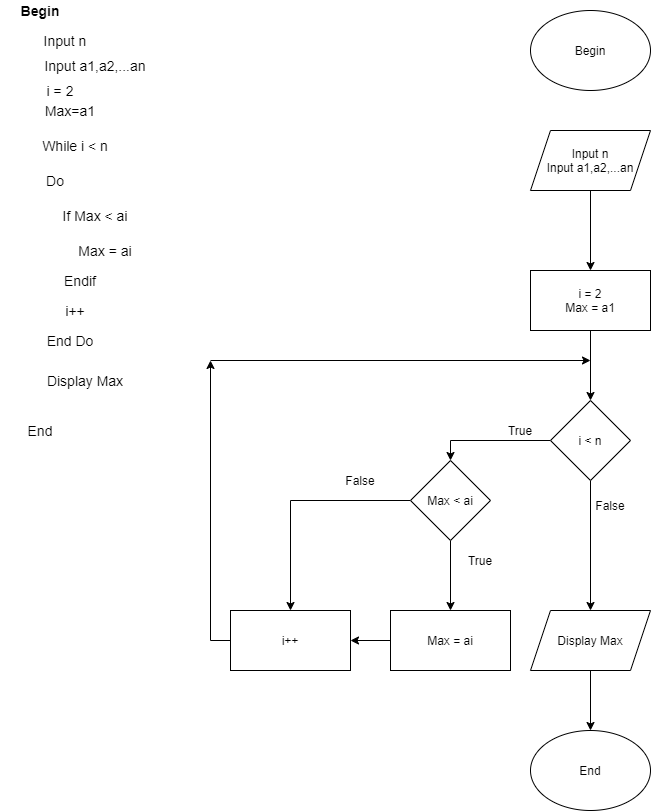 Begin
Input n
Input a1,a2,...an
i = 2
Max=a1
While i < n
Do
If Max < ai
Max = ai
Endif
i++
End Do
Display Max
End
Begin
Input n
Input a1,a2,...an
i = 2
Max = a1
i < n
True
False
Max < ai
False
True
i++
Max = ai
Display Max
End